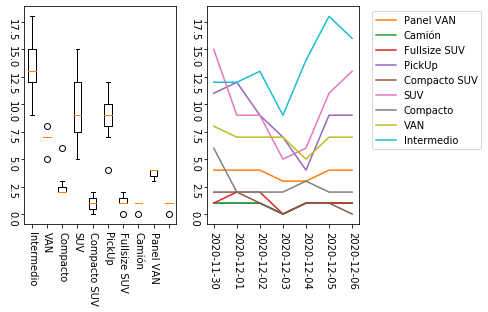 17.5
15.0
12.5
10.0
7.5
5.0
2.5
0.0
Intermedio
VAN
Compacto
SUV
Compacto SUV
PickUp
Fullsize SUV
Camión
Panel VAN
17.5
15.0
12.5
10.0
7.5
5.0
2.5
0.0
2020-11-30
2020-12-01
2020-12-02
2020-12-03
2020-12-04
2020-12-05
2020-12-06
Panel VAN
Camión
Fullsize SUV
PickUp
Compacto SUV
SUV
Compacto
VAN
Intermedio